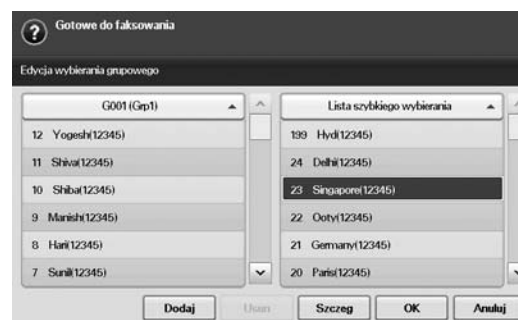 Gotowe do faksowania
Edycja wybierania grupowego
G001 (Grp1)
12 Yogesh(12345)
11 Shiva(12345)
10 Shiba(12345)
9 Manish(12345)
8 Hari(12345)
7 Sunil(12345)
Lista szybkiego wybierania
199 Hyd(12345)
24 Delhi(12345)
23 Singapore(12345)
22 Ooty(12345)
21 Germany(12345)
20 Paris(12345)
Dodaj Usuń Szczeg OK Anuluj